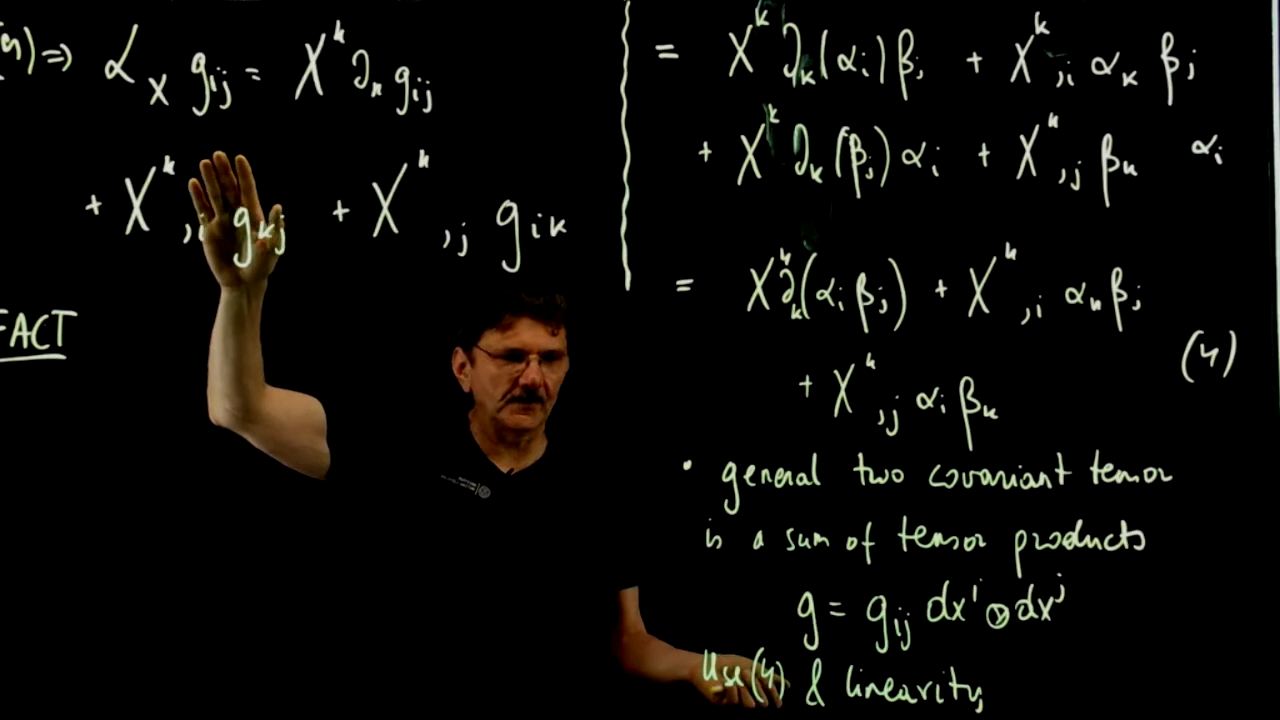 (4) ⇒ ℒ_X g_ij = X^k ∂_k g_ij
+ X^k_,i g_kj + X^k_,j g_ik
FACT
= X^k ∂_k(α_i) β_j + X^k_,i α_k β_j
+ X^k ∂_k(β_j) α_i + X^k_,j β_k α_i
= X^k ∂_k(α_i β_j) + X^k_,i α_k β_j
(4)
+ X^k_,j α_i β_k
• general two covariant tensor
is a sum of tensor products
g = g_ij dx^i ⊗ dx^j
Use (4) & linearity